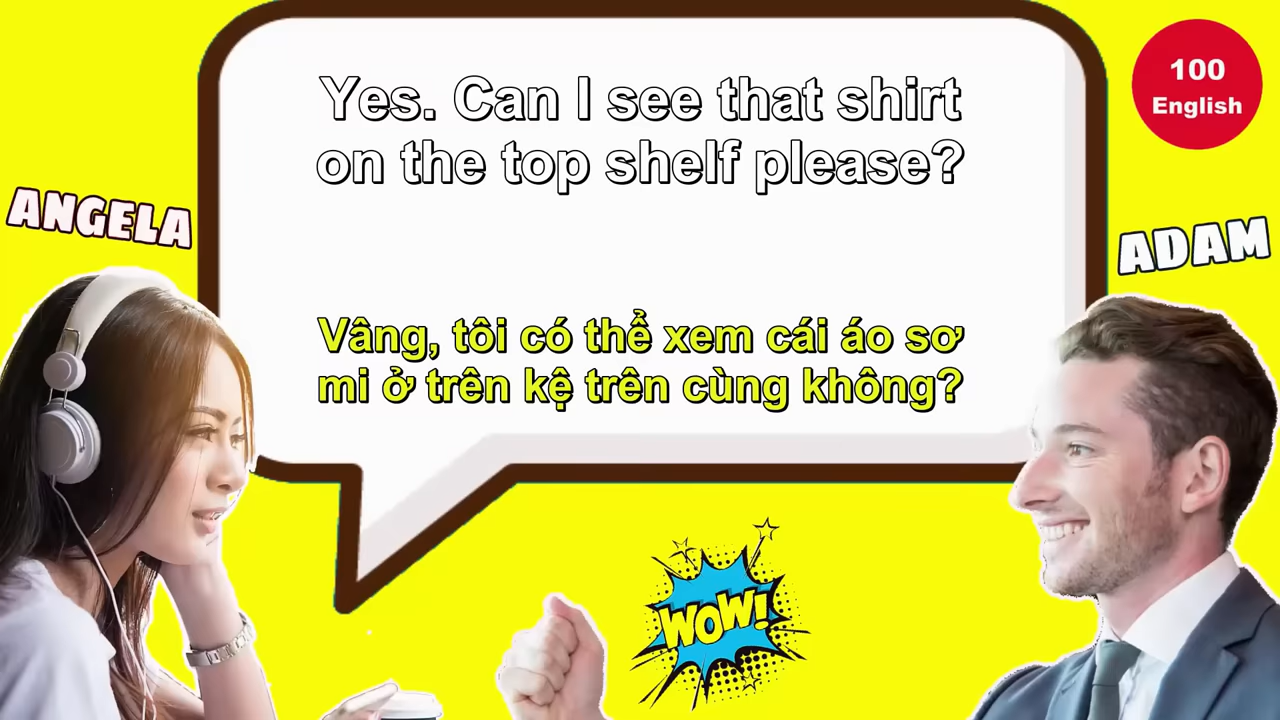 Yes. Can I see that shirt
on the top shelf please?
Vâng, tôi có thể xem cái áo sơ
mi ở trên kệ trên cùng không?
100
English
ANGELA
ADAM
WOW!